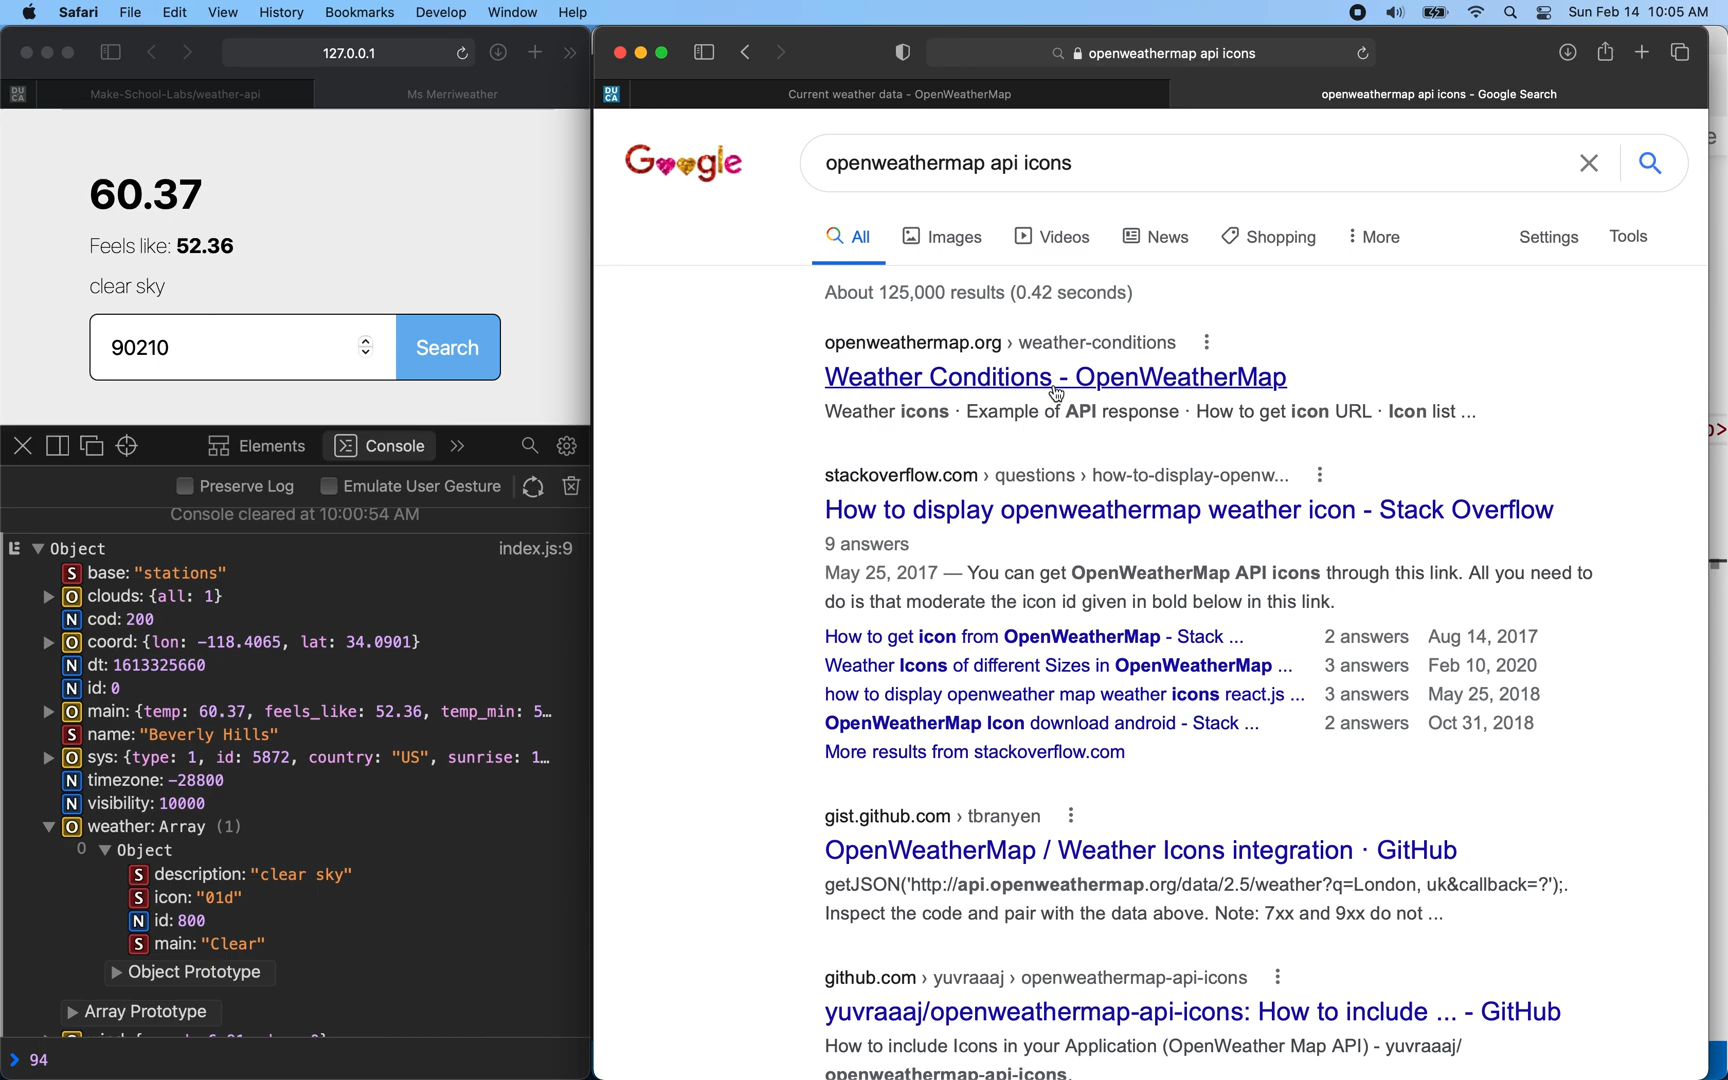 Safari File Edit View History Bookmarks Develop Window Help Sun Feb 14 10:05 AM
127.0.0.1
DU CA Make-School-Labs/weather-api Ms Merriweather
60.37
Feels like: 52.36
clear sky
90210 Search
Elements Console
Preserve Log Emulate User Gesture
Console cleared at 10:00:54 AM
E Object index.js:9
S base: "stations"
O clouds: {all: 1}
N cod: 200
O coord: {lon: -118.4065, lat: 34.0901}
N dt: 1613325660
N id: 0
O main: {temp: 60.37, feels_like: 52.36, temp_min: 5…
S name: "Beverly Hills"
O sys: {type: 1, id: 5872, country: "US", sunrise: 1…
N timezone: -28800
N visibility: 10000
O weather: Array (1)
0 Object
S description: "clear sky"
S icon: "01d"
N id: 800
S main: "Clear"
Object Prototype
Array Prototype
94
openweathermap api icons
DU CA Current weather data - OpenWeatherMap openweathermap api icons - Google Search
Google openweathermap api icons
All Images Videos News Shopping More Settings Tools
About 125,000 results (0.42 seconds)
openweathermap.org › weather-conditions
Weather Conditions - OpenWeatherMap
Weather icons · Example of API response · How to get icon URL · Icon list ...
stackoverflow.com › questions › how-to-display-openw...
How to display openweathermap weather icon - Stack Overflow
9 answers
May 25, 2017 — You can get OpenWeatherMap API icons through this link. All you need to
do is that moderate the icon id given in bold below in this link.
How to get icon from OpenWeatherMap - Stack ... 2 answers Aug 14, 2017
Weather Icons of different Sizes in OpenWeatherMap ... 3 answers Feb 10, 2020
how to display openweather map weather icons react.js ... 3 answers May 25, 2018
OpenWeatherMap Icon download android - Stack ... 2 answers Oct 31, 2018
More results from stackoverflow.com
gist.github.com › tbranyen
OpenWeatherMap / Weather Icons integration · GitHub
getJSON('http://api.openweathermap.org/data/2.5/weather?q=London, uk&callback=?');.
Inspect the code and pair with the data above. Note: 7xx and 9xx do not ...
github.com › yuvraaaj › openweathermap-api-icons
yuvraaaj/openweathermap-api-icons: How to include ... - GitHub
How to include Icons in your Application (OpenWeather Map API) - yuvraaaj/
openweathermap-api-icons.